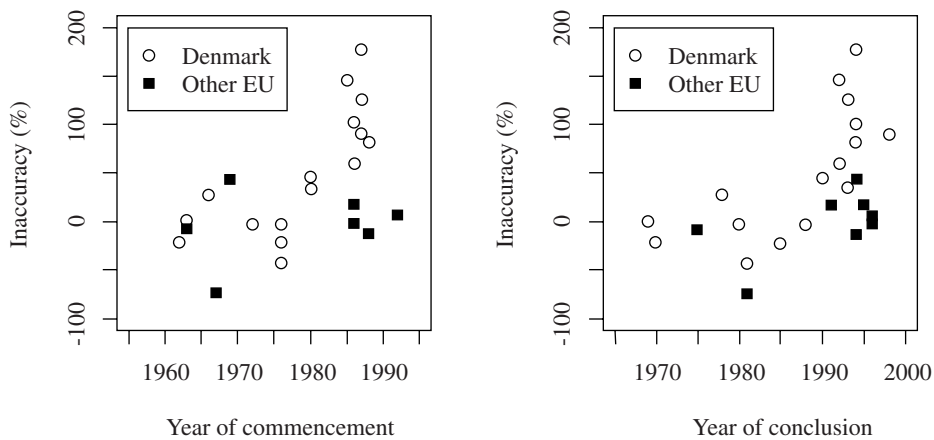 200
100
0
-100
Inaccuracy (%)
Denmark
Other EU
1960 1970 1980 1990
Year of commencement
200
100
0
-100
Inaccuracy (%)
Denmark
Other EU
1970 1980 1990 2000
Year of conclusion